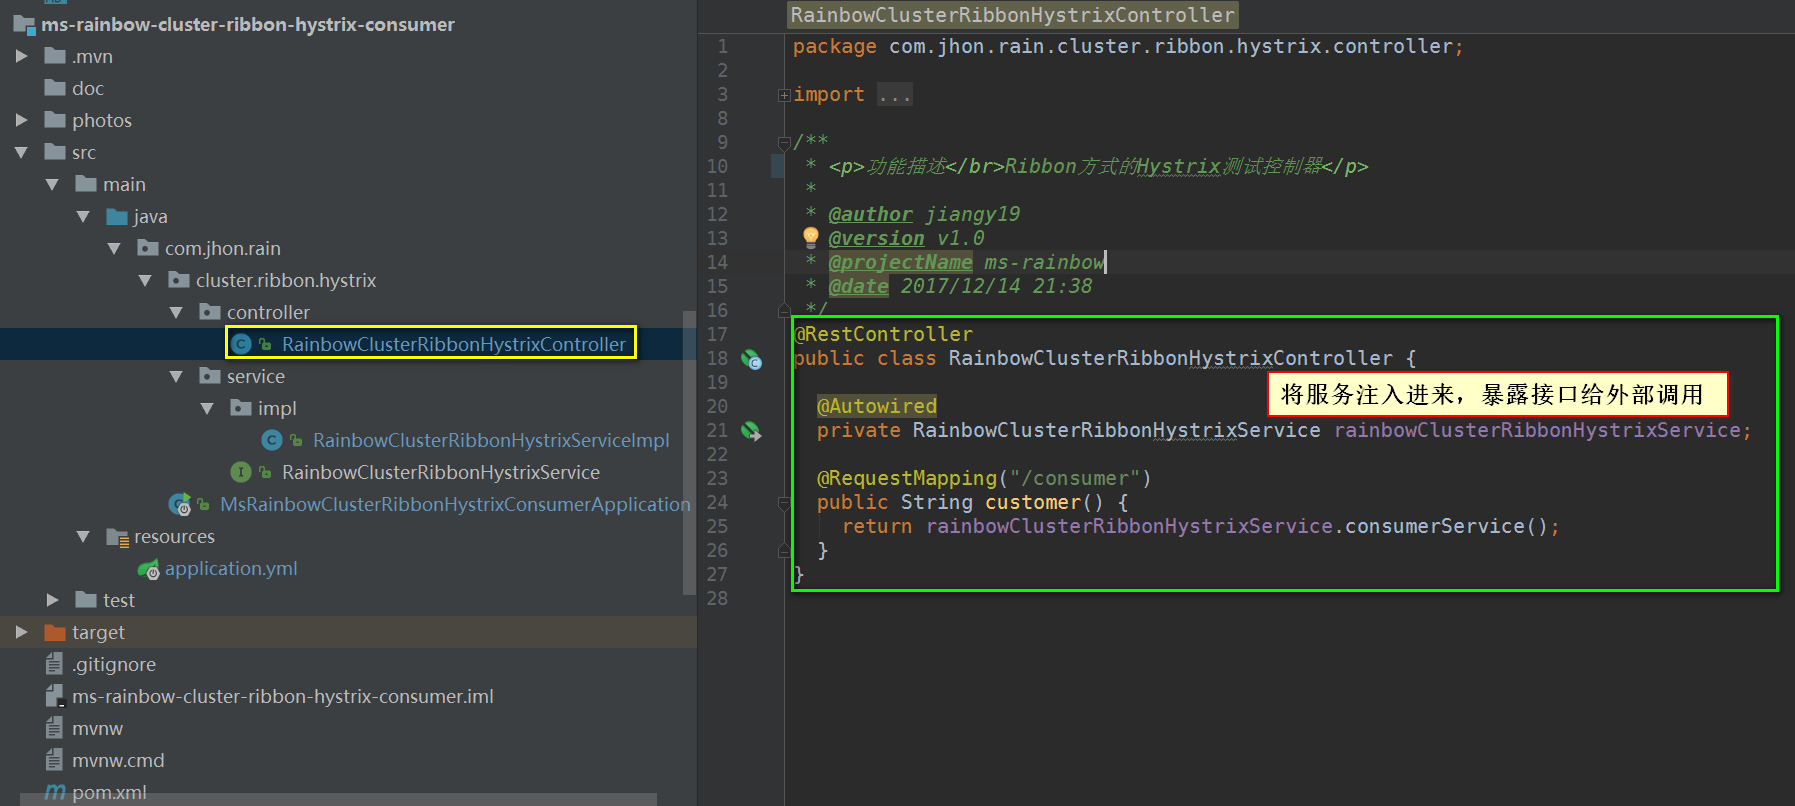 ms-rainbow-cluster-ribbon-hystrix-consumer
.mvn
doc
photos
src
main
java
com.jhon.rain
cluster.ribbon.hystrix
controller
RainbowClusterRibbonHystrixController
service
impl
RainbowClusterRibbonHystrixServiceImpl
RainbowClusterRibbonHystrixService
MsRainbowClusterRibbonHystrixConsumerApplication
resources
application.yml
test
target
.gitignore
ms-rainbow-cluster-ribbon-hystrix-consumer.iml
mvnw
mvnw.cmd
pom.xml
RainbowClusterRibbonHystrixController
1 package com.jhon.rain.cluster.ribbon.hystrix.controller;
2
3 import ...
8
9 /**
10 * <p>功能描述</br>Ribbon方式的Hystrix测试控制器</p>
11 *
12 * @author jiangy19
13 * @version v1.0
14 * @projectName ms-rainbow
15 * @date 2017/12/14 21:38
16 */
17 @RestController
18 public class RainbowClusterRibbonHystrixController {
19
将服务注入进来，暴露接口给外部调用
20 @Autowired
21 private RainbowClusterRibbonHystrixService rainbowClusterRibbonHystrixService;
22
23 @RequestMapping("/consumer")
24 public String customer() {
25 return rainbowClusterRibbonHystrixService.consumerService();
26 }
27 }
28